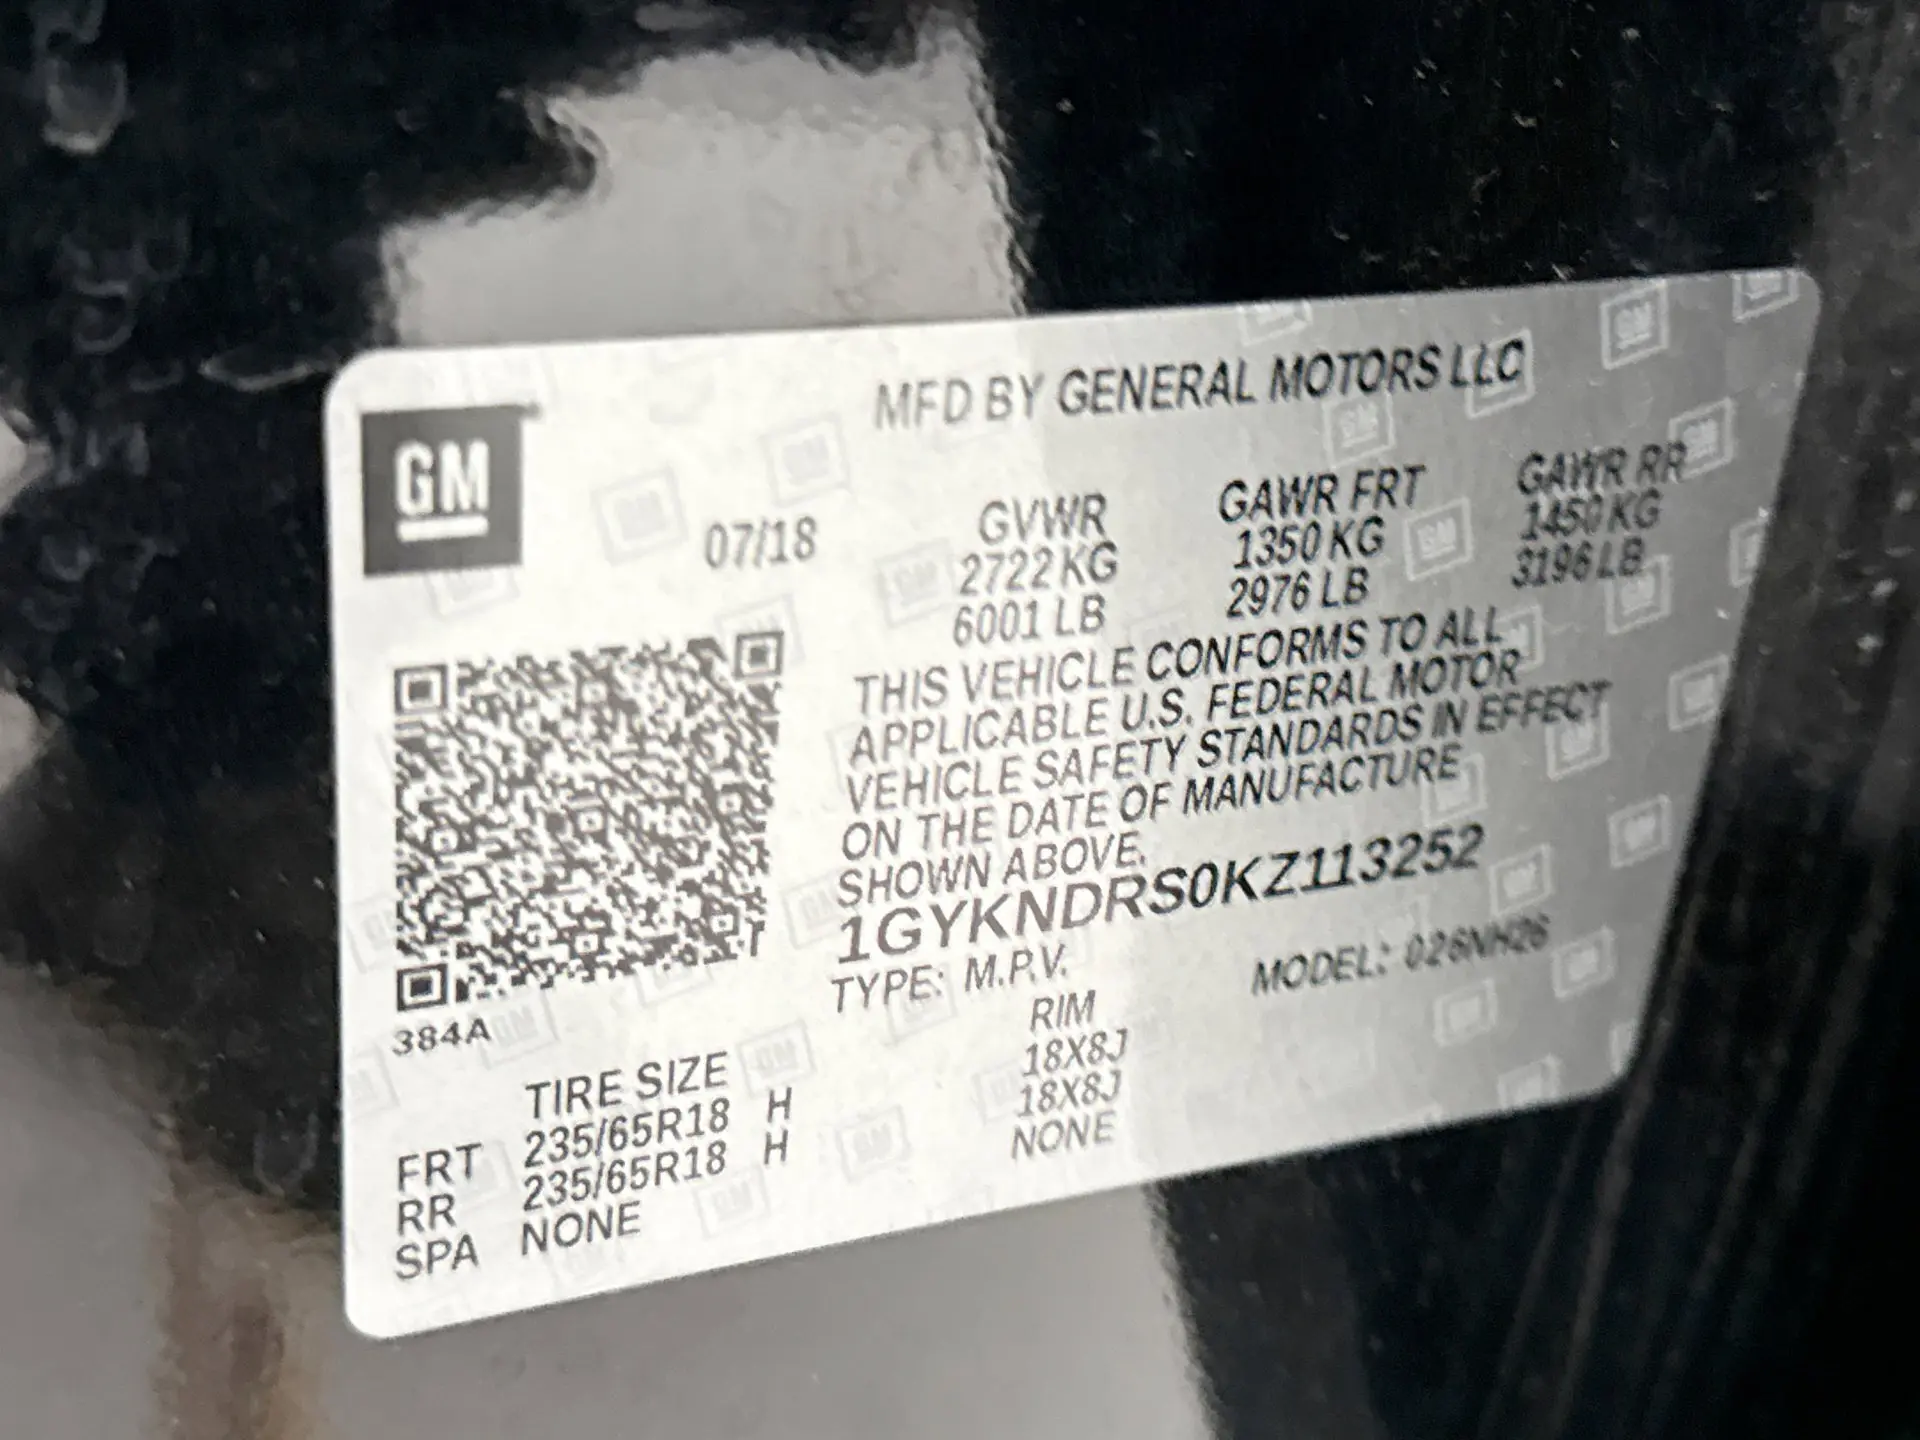 MFD BY GENERAL MOTORS LLC
GM
07/18
GVWR GAWR FRT GAWR RR
2722 KG 1350 KG 1450 KG
6001 LB 2976 LB 3196 LB
THIS VEHICLE CONFORMS TO ALL
APPLICABLE U.S. FEDERAL MOTOR
VEHICLE SAFETY STANDARDS IN EFFECT
ON THE DATE OF MANUFACTURE
SHOWN ABOVE.
1GYKNDRS0KZ113252
TYPE: M.P.V. MODEL: 026NH26
384A
TIRE SIZE RIM
FRT 235/65R18 H 18X8J
RR 235/65R18 H 18X8J
SPA NONE NONE